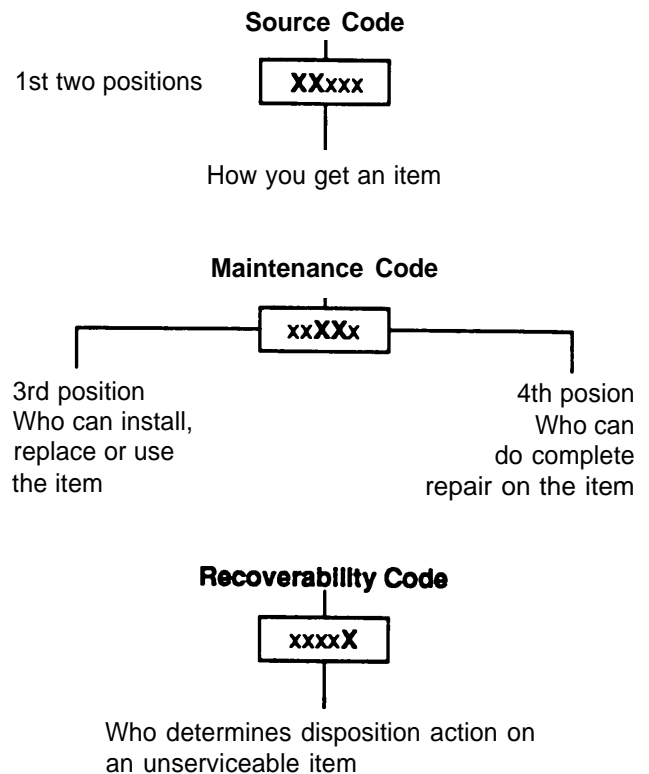 Source Code
1st two positions
XXxxx
How you get an item
Maintenance Code
xxXXx
3rd position
Who can install,
replace or use
the item
4th posion
Who can
do complete
repair on the item
Recoverability Code
xxxxX
Who determines disposition action on
an unserviceable item